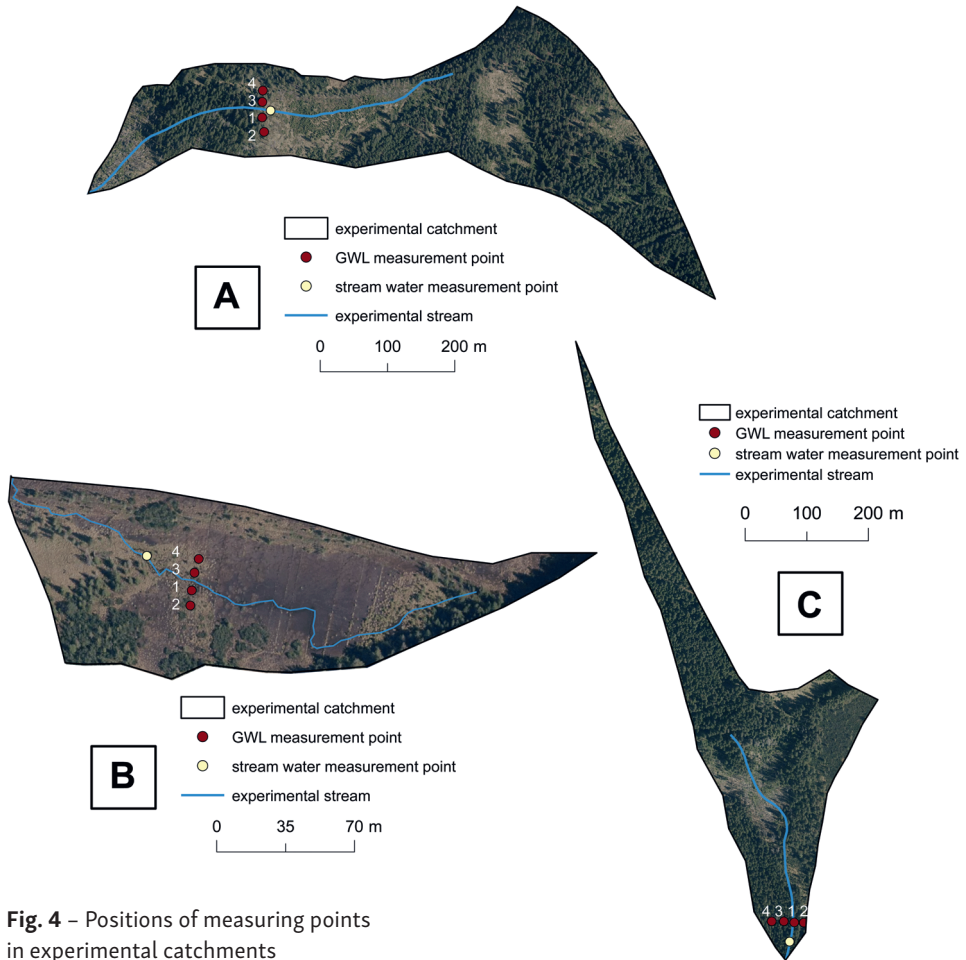 4
3
1
2
experimental catchment
GWL measurement point
A
stream water measurement point
experimental stream
0 100 200 m
experimental catchment
GWL measurement point
stream water measurement point
experimental stream
0 100 200 m
C
4
3
1
2
experimental catchment
GWL measurement point
B
stream water measurement point
experimental stream
0 35 70 m
4 3 1 2
Fig. 4 – Positions of measuring points
in experimental catchments